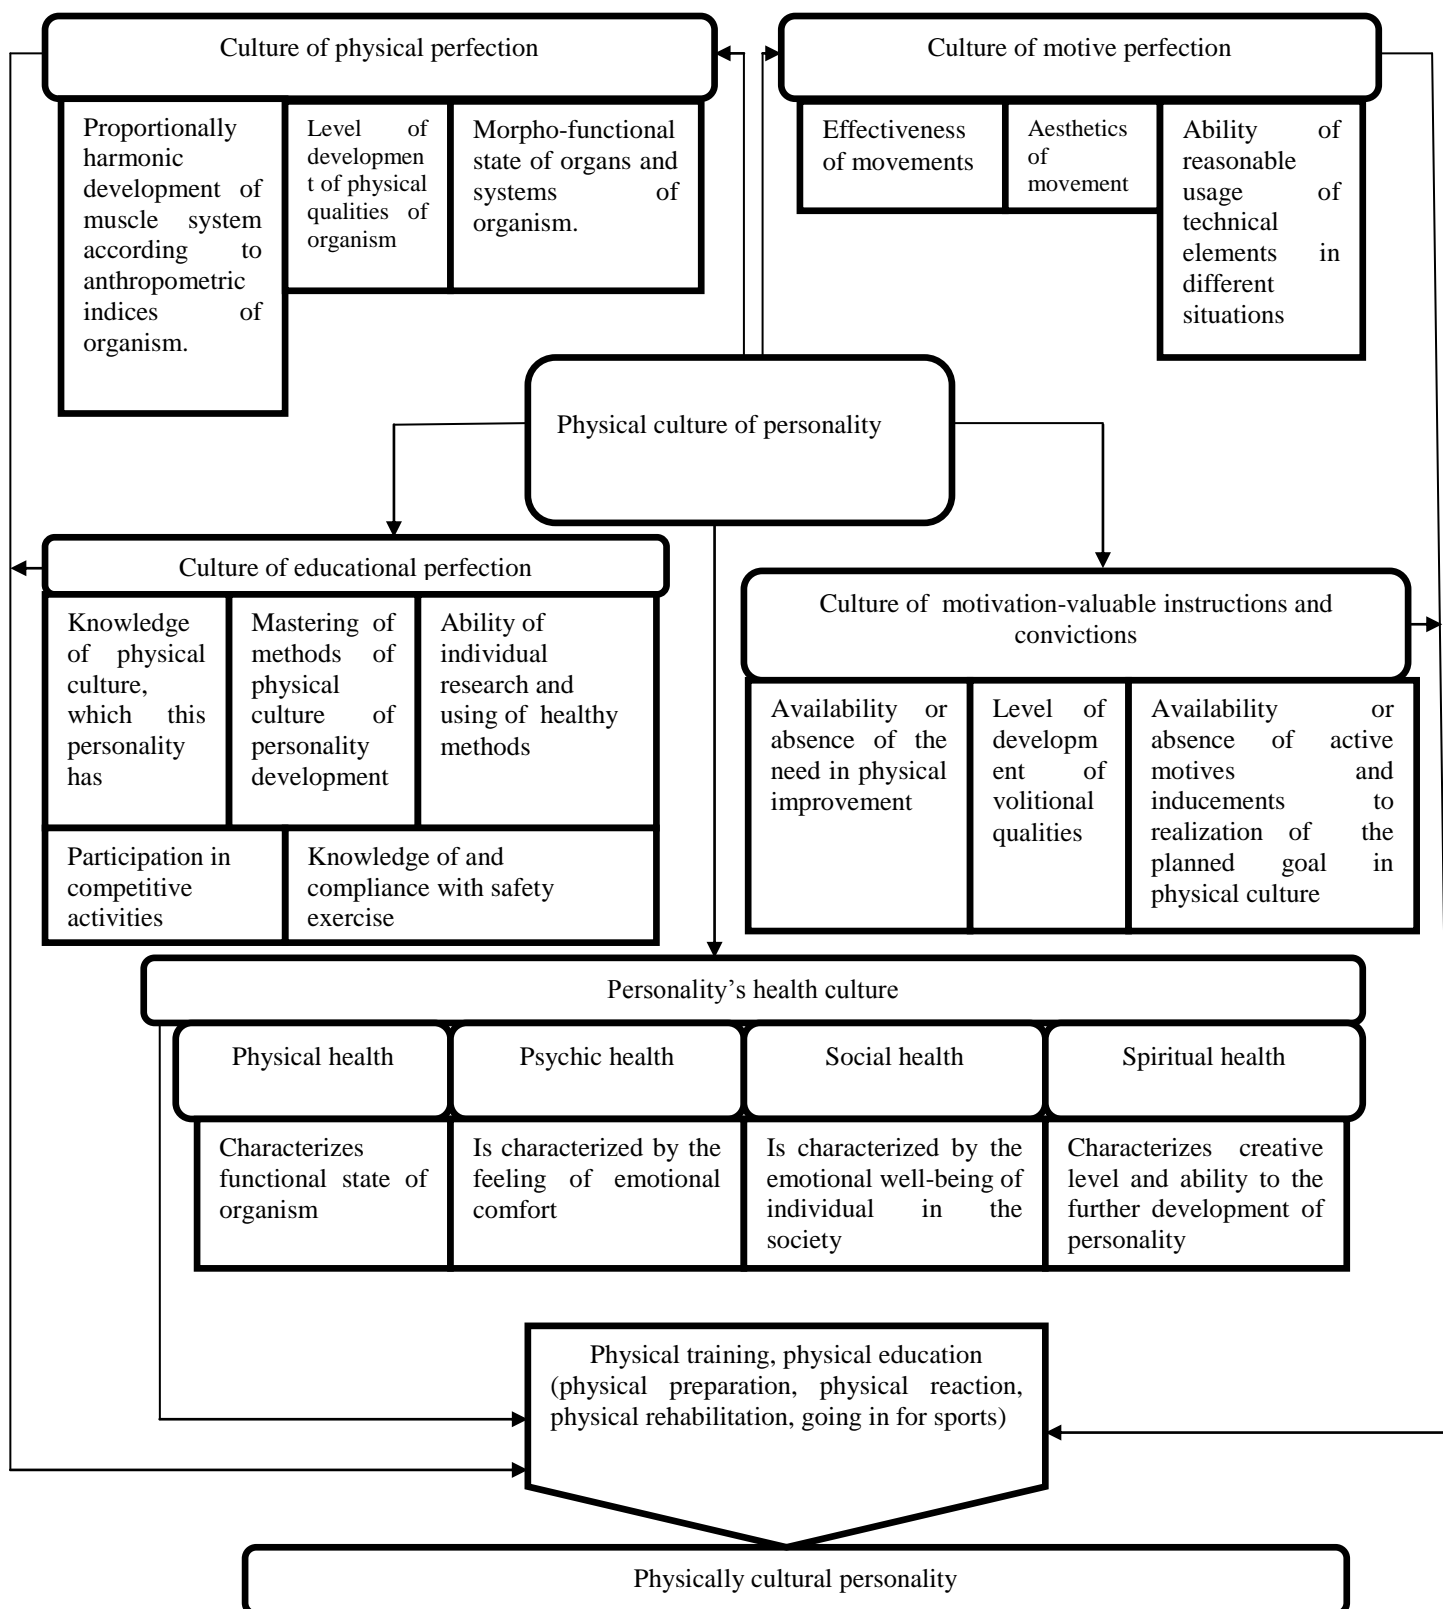 Culture of physical perfection
Culture of motive perfection
Proportionally
harmonic
development of
muscle system
according to
anthropometric
indices of
organism.
Level of
developmen
t of physical
qualities of
organism
Morpho-functional
state of organs and
systems of
organism.
Effectiveness
of movements
Aesthetics
of
movement
Ability of
reasonable
usage of
technical
elements in
different
situations
Physical culture of personality
Culture of educational perfection
Knowledge
of physical
culture,
which this
personality
has
Mastering of
methods of
physical
culture of
personality
development
Ability of
individual
research and
using of healthy
methods
Participation in
competitive
activities
Knowledge of and
compliance with safety
exercise
Culture of motivation-valuable instructions and
convictions
Availability or
absence of the
need in physical
improvement
Level of
developm
ent of
volitional
qualities
Availability or
absence of active
motives and
inducements to
realization of the
planned goal in
physical culture
Personality’s health culture
Physical health
Psychic health
Social health
Spiritual health
Characterizes
functional state of
organism
Is characterized by the
feeling of emotional
comfort
Is characterized by the
emotional well-being of
individual in the
society
Characterizes creative
level and ability to the
further development of
personality
Physical training, physical education
(physical preparation, physical reaction,
physical rehabilitation, going in for sports)
Physically cultural personality